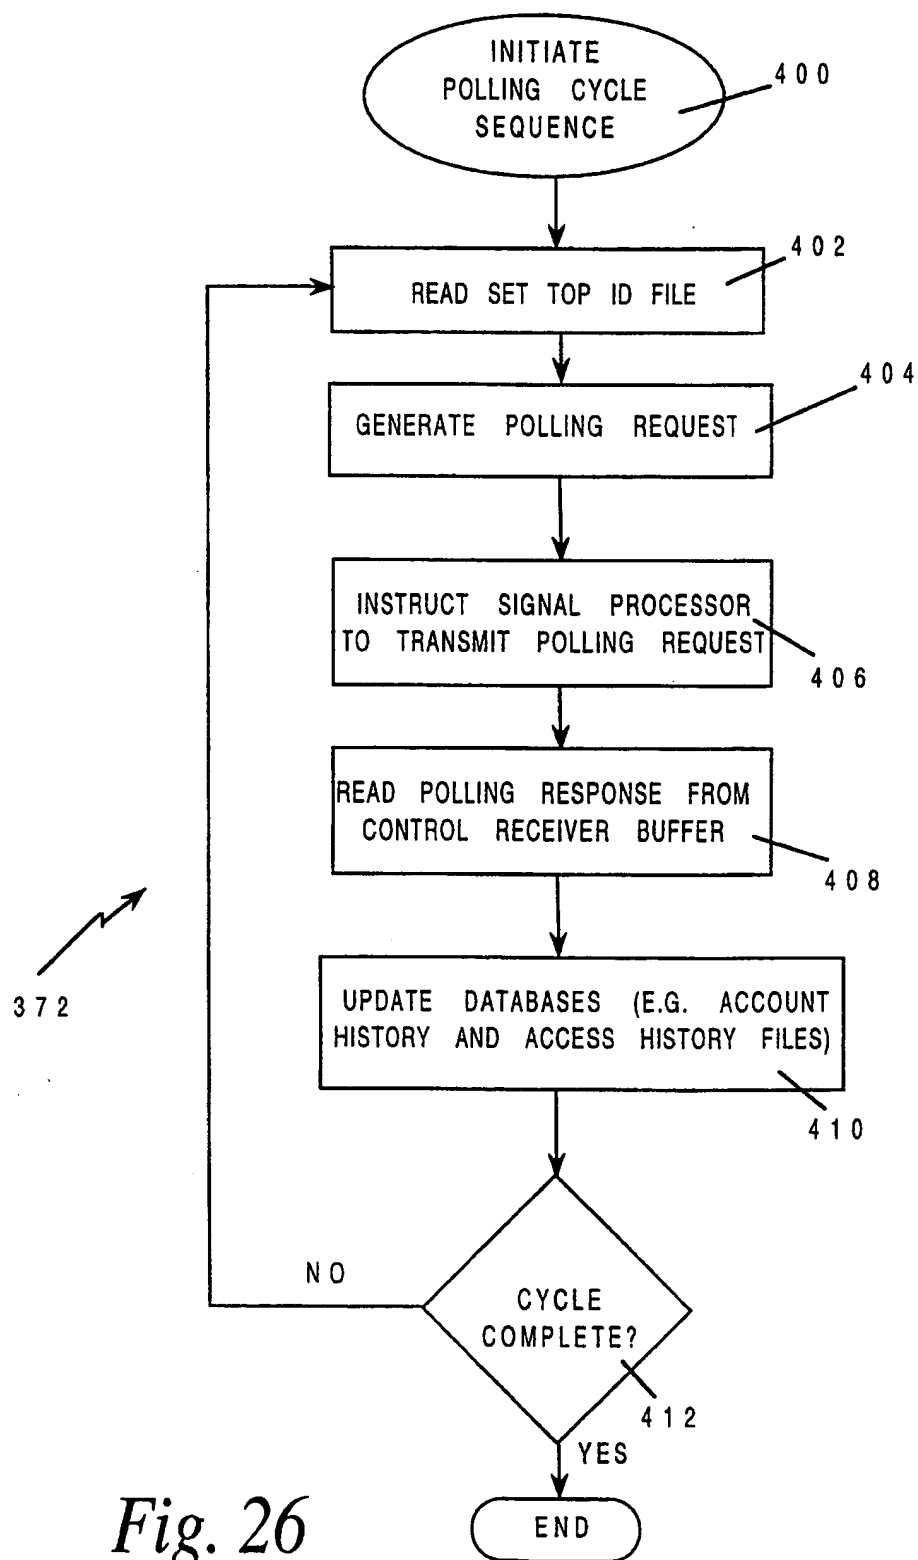 INITIATE
POLLING CYCLE
SEQUENCE
400
READ SET TOP ID FILE
402
GENERATE POLLING REQUEST
404
INSTRUCT SIGNAL PROCESSOR
TO TRANSMIT POLLING REQUEST
406
READ POLLING RESPONSE FROM
CONTROL RECEIVER BUFFER
408
372
UPDATE DATABASES (E.G. ACCOUNT
HISTORY AND ACCESS HISTORY FILES)
410
NO
CYCLE
COMPLETE?
412
YES
END
Fig. 26